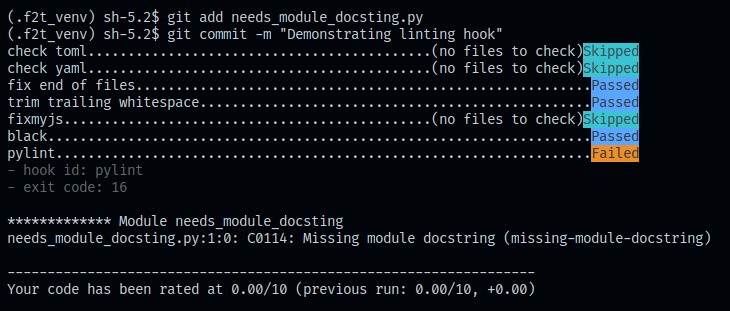 (.f2t_venv) sh-5.2$ git add needs_module_docsting.py
(.f2t_venv) sh-5.2$ git commit -m "Demonstrating linting hook"
check toml...........................................(no files to check)Skipped
check yaml...........................................(no files to check)Skipped
fix end of files.........................................................Passed
trim trailing whitespace.................................................Passed
fixmyjs..............................................(no files to check)Skipped
black....................................................................Passed
pylint...................................................................Failed
- hook id: pylint
- exit code: 16
************* Module needs_module_docsting
needs_module_docsting.py:1:0: C0114: Missing module docstring (missing-module-docstring)
------------------------------------------------------------------
Your code has been rated at 0.00/10 (previous run: 0.00/10, +0.00)